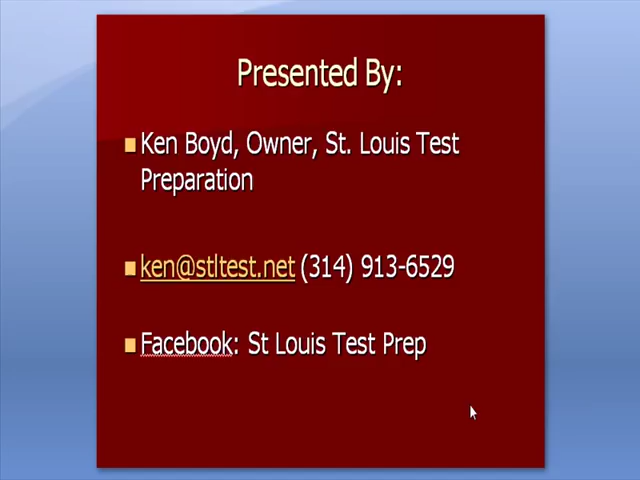 Presented By:
Ken Boyd, Owner, St. Louis Test
Preparation
ken@stltest.net (314) 913-6529
Facebook: St Louis Test Prep